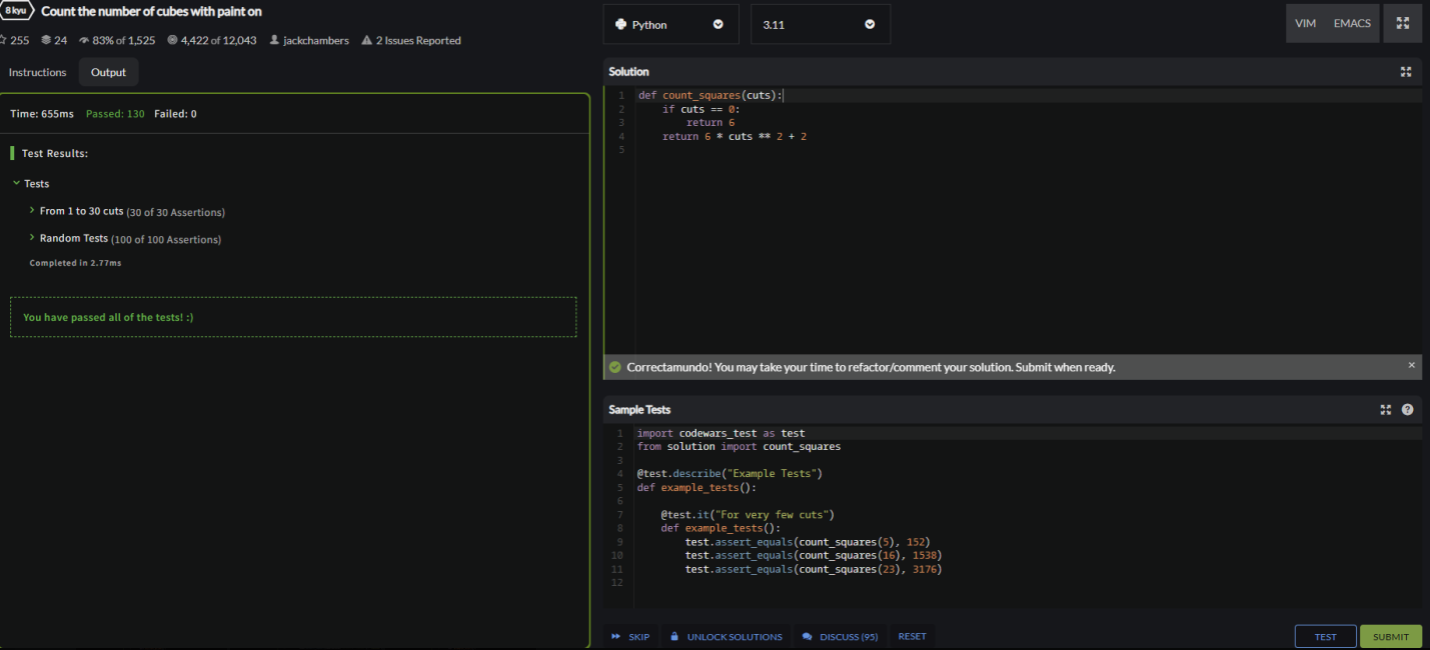 8 kyu Count the number of cubes with paint on
255 24 83% of 1,525 4,422 of 12,043 jackchambers 2 Issues Reported
Instructions Output
Time: 655ms Passed: 130 Failed: 0
Test Results:
Tests
From 1 to 30 cuts (30 of 30 Assertions)
Random Tests (100 of 100 Assertions)
Completed in 2.77ms
You have passed all of the tests! :)
Python 3.11 VIM EMACS
Solution
1 def count_squares(cuts):
2 if cuts == 0:
3 return 6
4 return 6 * cuts ** 2 + 2
5
Correctamundo! You may take your time to refactor/comment your solution. Submit when ready. ×
Sample Tests ?
1 import codewars_test as test
2 from solution import count_squares
3
4 @test.describe("Example Tests")
5 def example_tests():
6
7 @test.it("For very few cuts")
8 def example_tests():
9 test.assert_equals(count_squares(5), 152)
10 test.assert_equals(count_squares(16), 1538)
11 test.assert_equals(count_squares(23), 3176)
12
SKIP UNLOCK SOLUTIONS DISCUSS (95) RESET TEST SUBMIT